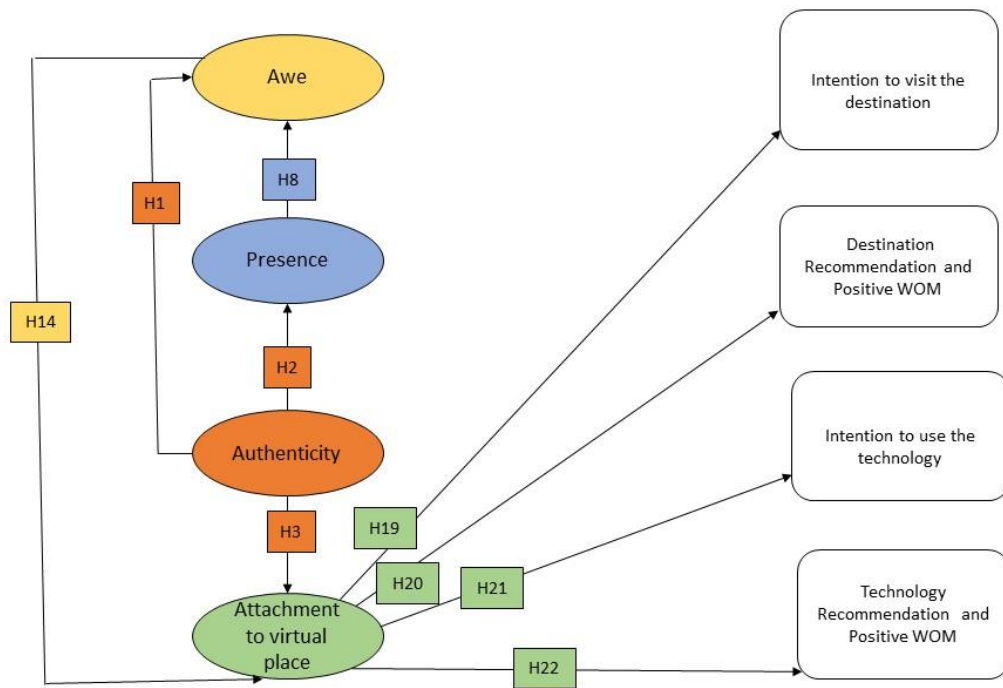 Awe
Intention to visit the
destination
H8
H1
Presence
Destination
Recommendation and
Positive WOM
H14
H2
Authenticity
Intention to use the
technology
H3
H19
H20
H21
Attachment
to virtual
place
Technology
Recommendation and
Positive WOM
H22